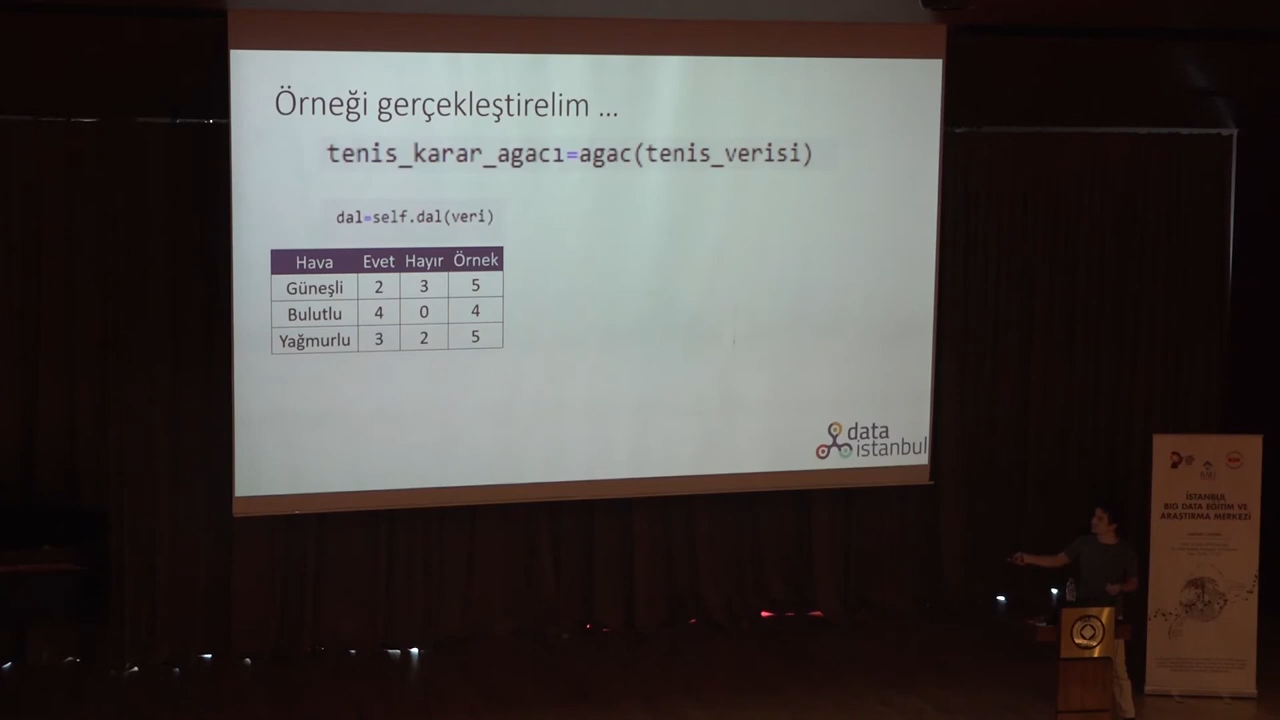 Örneği gerçekleştirelim ...
tenis_karar_agacı=agac(tenis_verisi)
dal=self.dal(veri)
Hava Evet Hayır Örnek
Güneşli 2 3 5
Bulutlu 4 0 4
Yağmurlu 3 2 5
data
istanbul
İSTANBUL
BIG DATA EĞİTİM VE
ARAŞTIRMA MERKEZİ